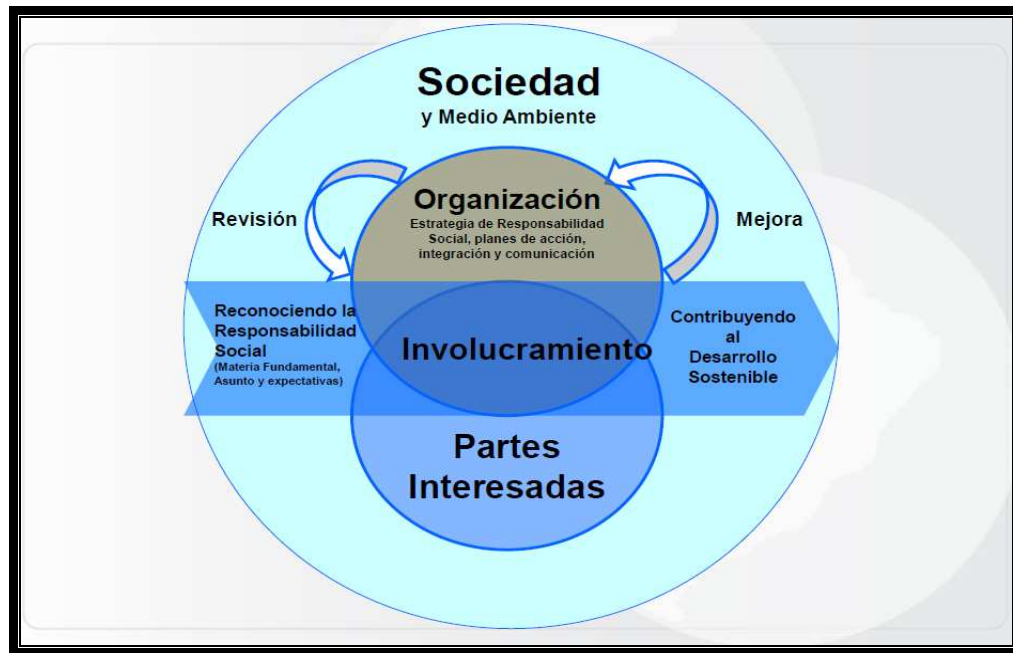 Sociedad
y Medio Ambiente
Organización
Estrategia de Responsabilidad
Social, planes de acción,
integración y comunicación
Revisión
Mejora
Reconociendo la
Responsabilidad
Social
(Materia Fundamental,
Asunto y expectativas)
Involucramiento
Contribuyendo
al
Desarrollo
Sostenible
Partes
Interesadas